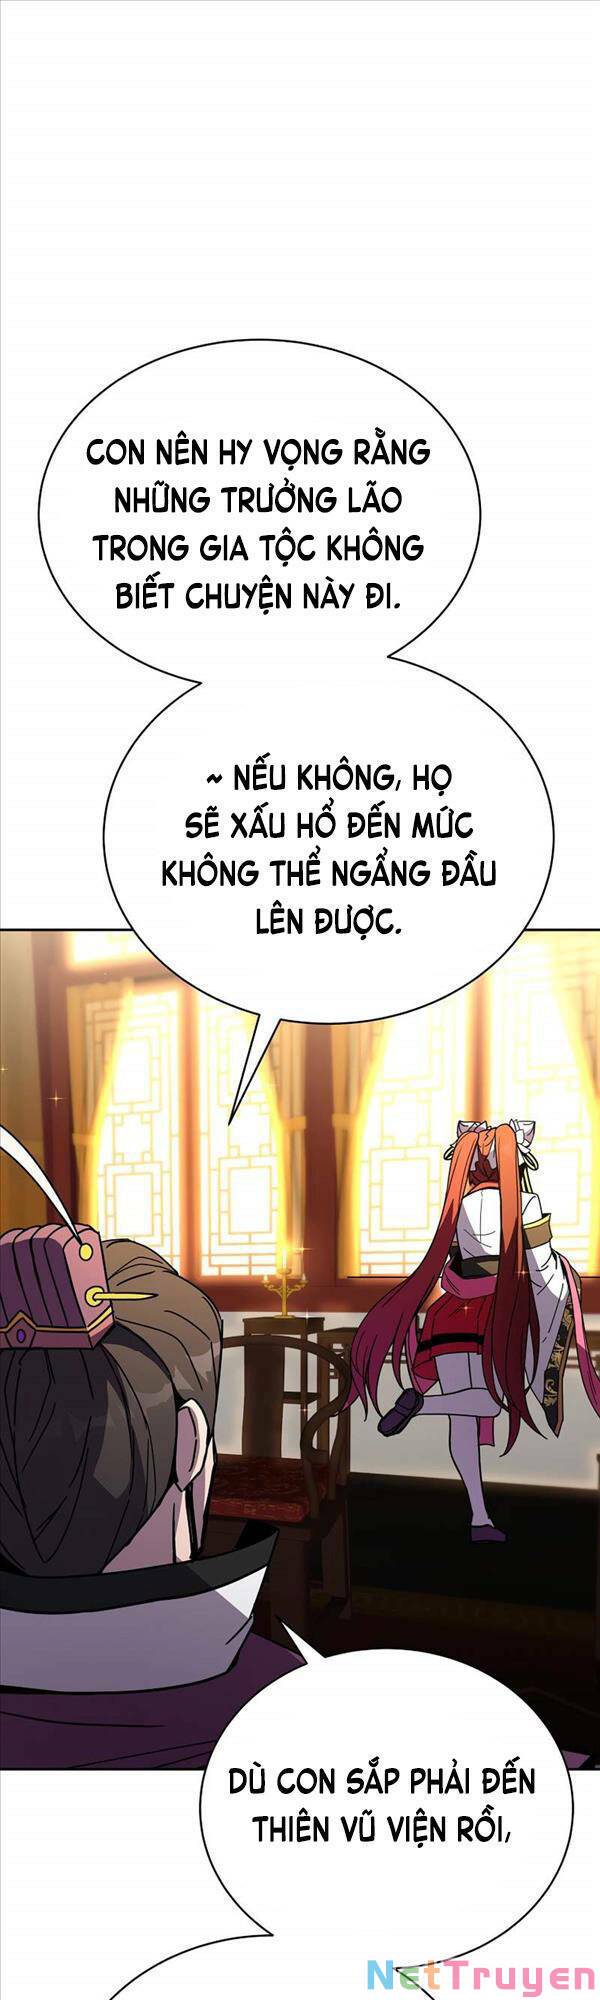 CON NÊN HY VỌNG RẰNG
NHỮNG TRƯỞNG LÃO
TRONG GIA TỘC KHÔNG
BIẾT CHUYỆN NÀY ĐI.
~ NẾU KHÔNG, HỌ
SẼ XẤU HỔ ĐẾN MỨC
KHÔNG THỂ NGẨNG ĐẦU
LÊN ĐƯỢC.
DÙ CON SẮP PHẢI ĐẾN
THIÊN VŨ VIỆN RỒI,
NetTruyen